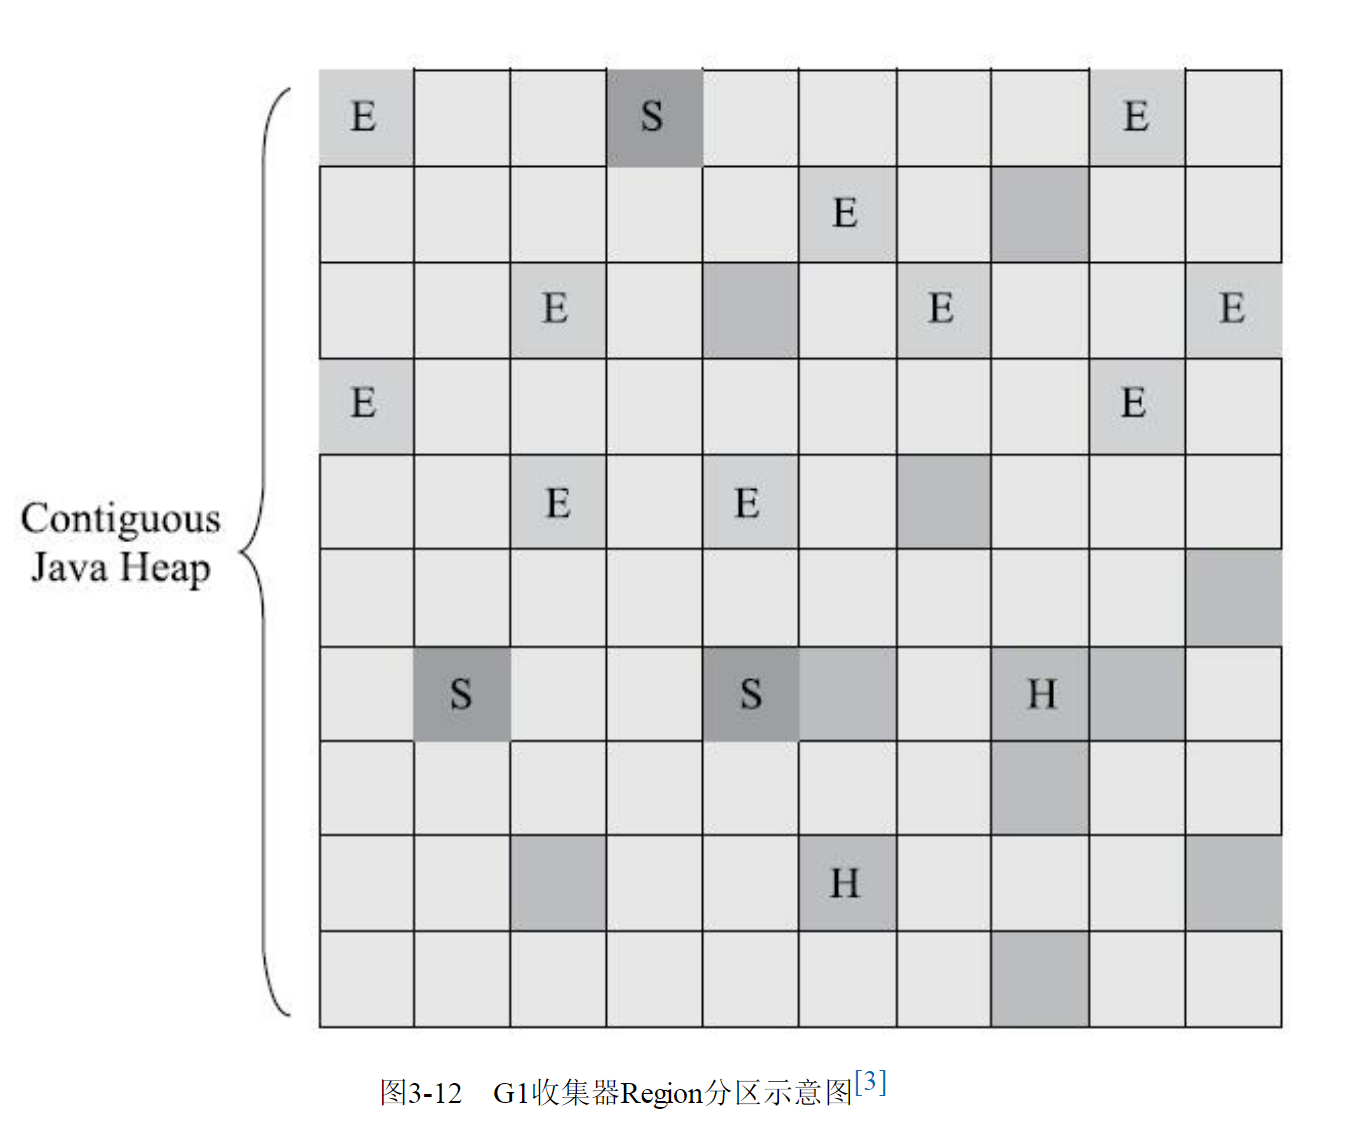 E S E
E
E E E
E E
E E
Contiguous
Java Heap
S S H
H
图3-12 G1收集器Region分区示意图[3]